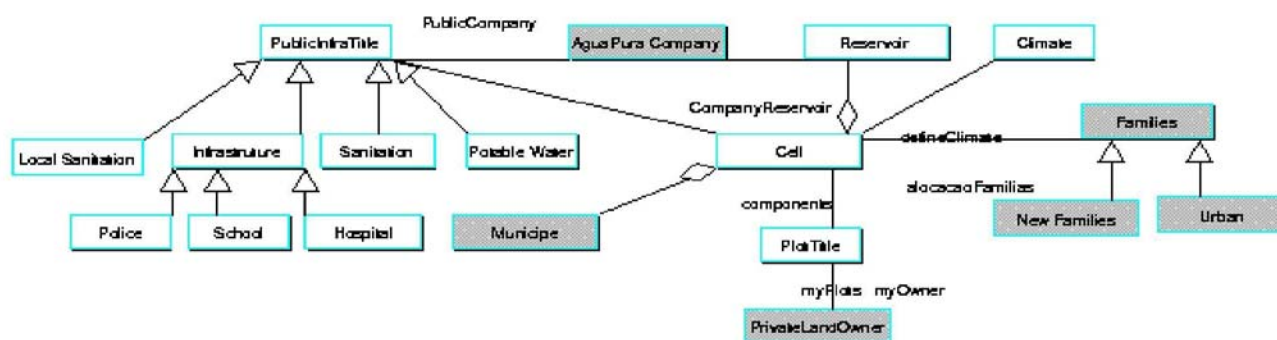 PublicCompany
PublicInfraTitle
AguaPura Company
Reservoir
Climate
CompanyReservoir
Families
defineClimate
Local Sanitation
Infrastruture
Sanitation
Potable Water
Cell
alocacaoFamilias
components
New Families
Urban
Police
School
Hospital
Municipe
PlotTitle
myPlots myOwner
PrivateLandOwner